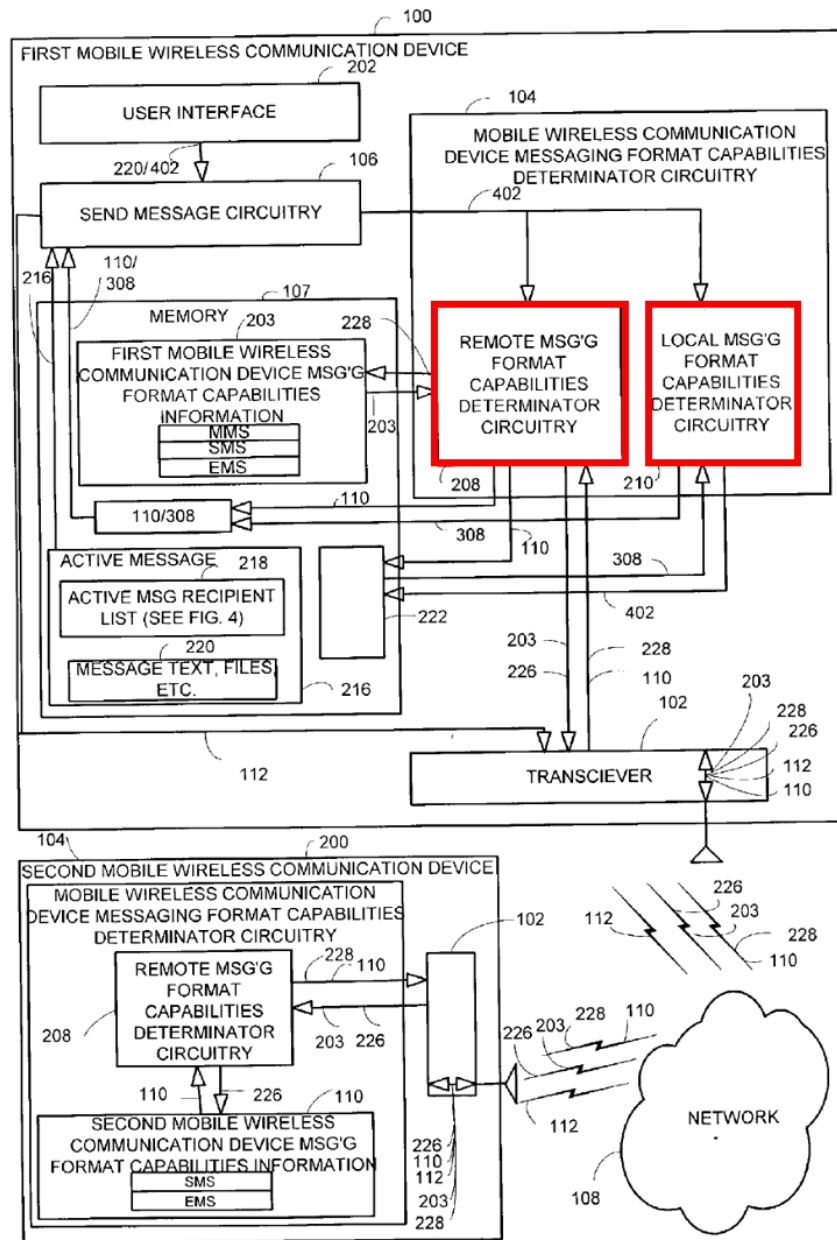 100
FIRST MOBILE WIRELESS COMMUNICATION DEVICE
202
USER INTERFACE
104
MOBILE WIRELESS COMMUNICATION
DEVICE MESSAGING FORMAT CAPABILITIES
DETERMINATOR CIRCUITRY
220/402
106
SEND MESSAGE CIRCUITRY
402
216
110/
308
107
MEMORY
203
FIRST MOBILE WIRELESS
COMMUNICATION DEVICE MSG'G
FORMAT CAPABILITIES
INFORMATION
MMS
SMS
EMS
228
203
REMOTE MSG'G
FORMAT
CAPABILITIES
DETERMINATOR
CIRCUITRY
208
LOCAL MSG'G
FORMAT
CAPABILITIES
DETERMINATOR
CIRCUITRY
210
110/308
110
308
110
ACTIVE MESSAGE
218
ACTIVE MSG RECIPIENT
LIST (SEE FIG. 4)
220
MESSAGE TEXT, FILES,
ETC.
216
222
308
402
203
226
228
110
112
102
TRANSCIEVER
203
228
226
112
110
104
200
SECOND MOBILE WIRELESS COMMUNICATION DEVICE
MOBILE WIRELESS COMMUNICATION
DEVICE MESSAGING FORMAT CAPABILITIES
DETERMINATOR CIRCUITRY
REMOTE MSG'G
FORMAT
CAPABILITIES
DETERMINATOR
CIRCUITRY
208
228
110
203
226
102
110
226
110
SECOND MOBILE WIRELESS
COMMUNICATION DEVICE MSG'G
FORMAT CAPABILITIES INFORMATION
SMS
EMS
226
110
112
203
228
112
226
203
228
110
226
203
228
110
112
NETWORK
108